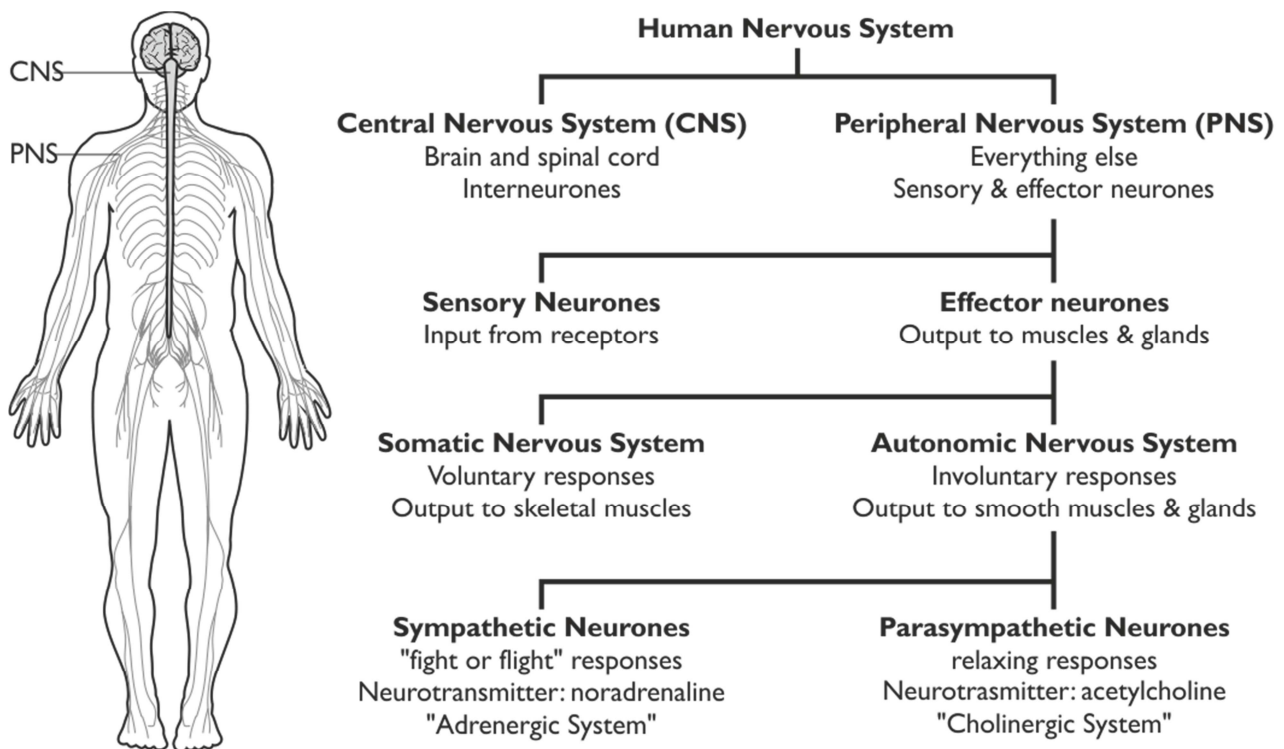 Human Nervous System
CNS
PNS
Central Nervous System (CNS)
Brain and spinal cord
Interneurones
Peripheral Nervous System (PNS)
Everything else
Sensory & effector neurones
Sensory Neurones
Input from receptors
Effector neurones
Output to muscles & glands
Somatic Nervous System
Voluntary responses
Output to skeletal muscles
Autonomic Nervous System
Involuntary responses
Output to smooth muscles & glands
Sympathetic Neurones
"fight or flight" responses
Neurotransmitter: noradrenaline
"Adrenergic System"
Parasympathetic Neurones
relaxing responses
Neurotrasmitter: acetylcholine
"Cholinergic System"